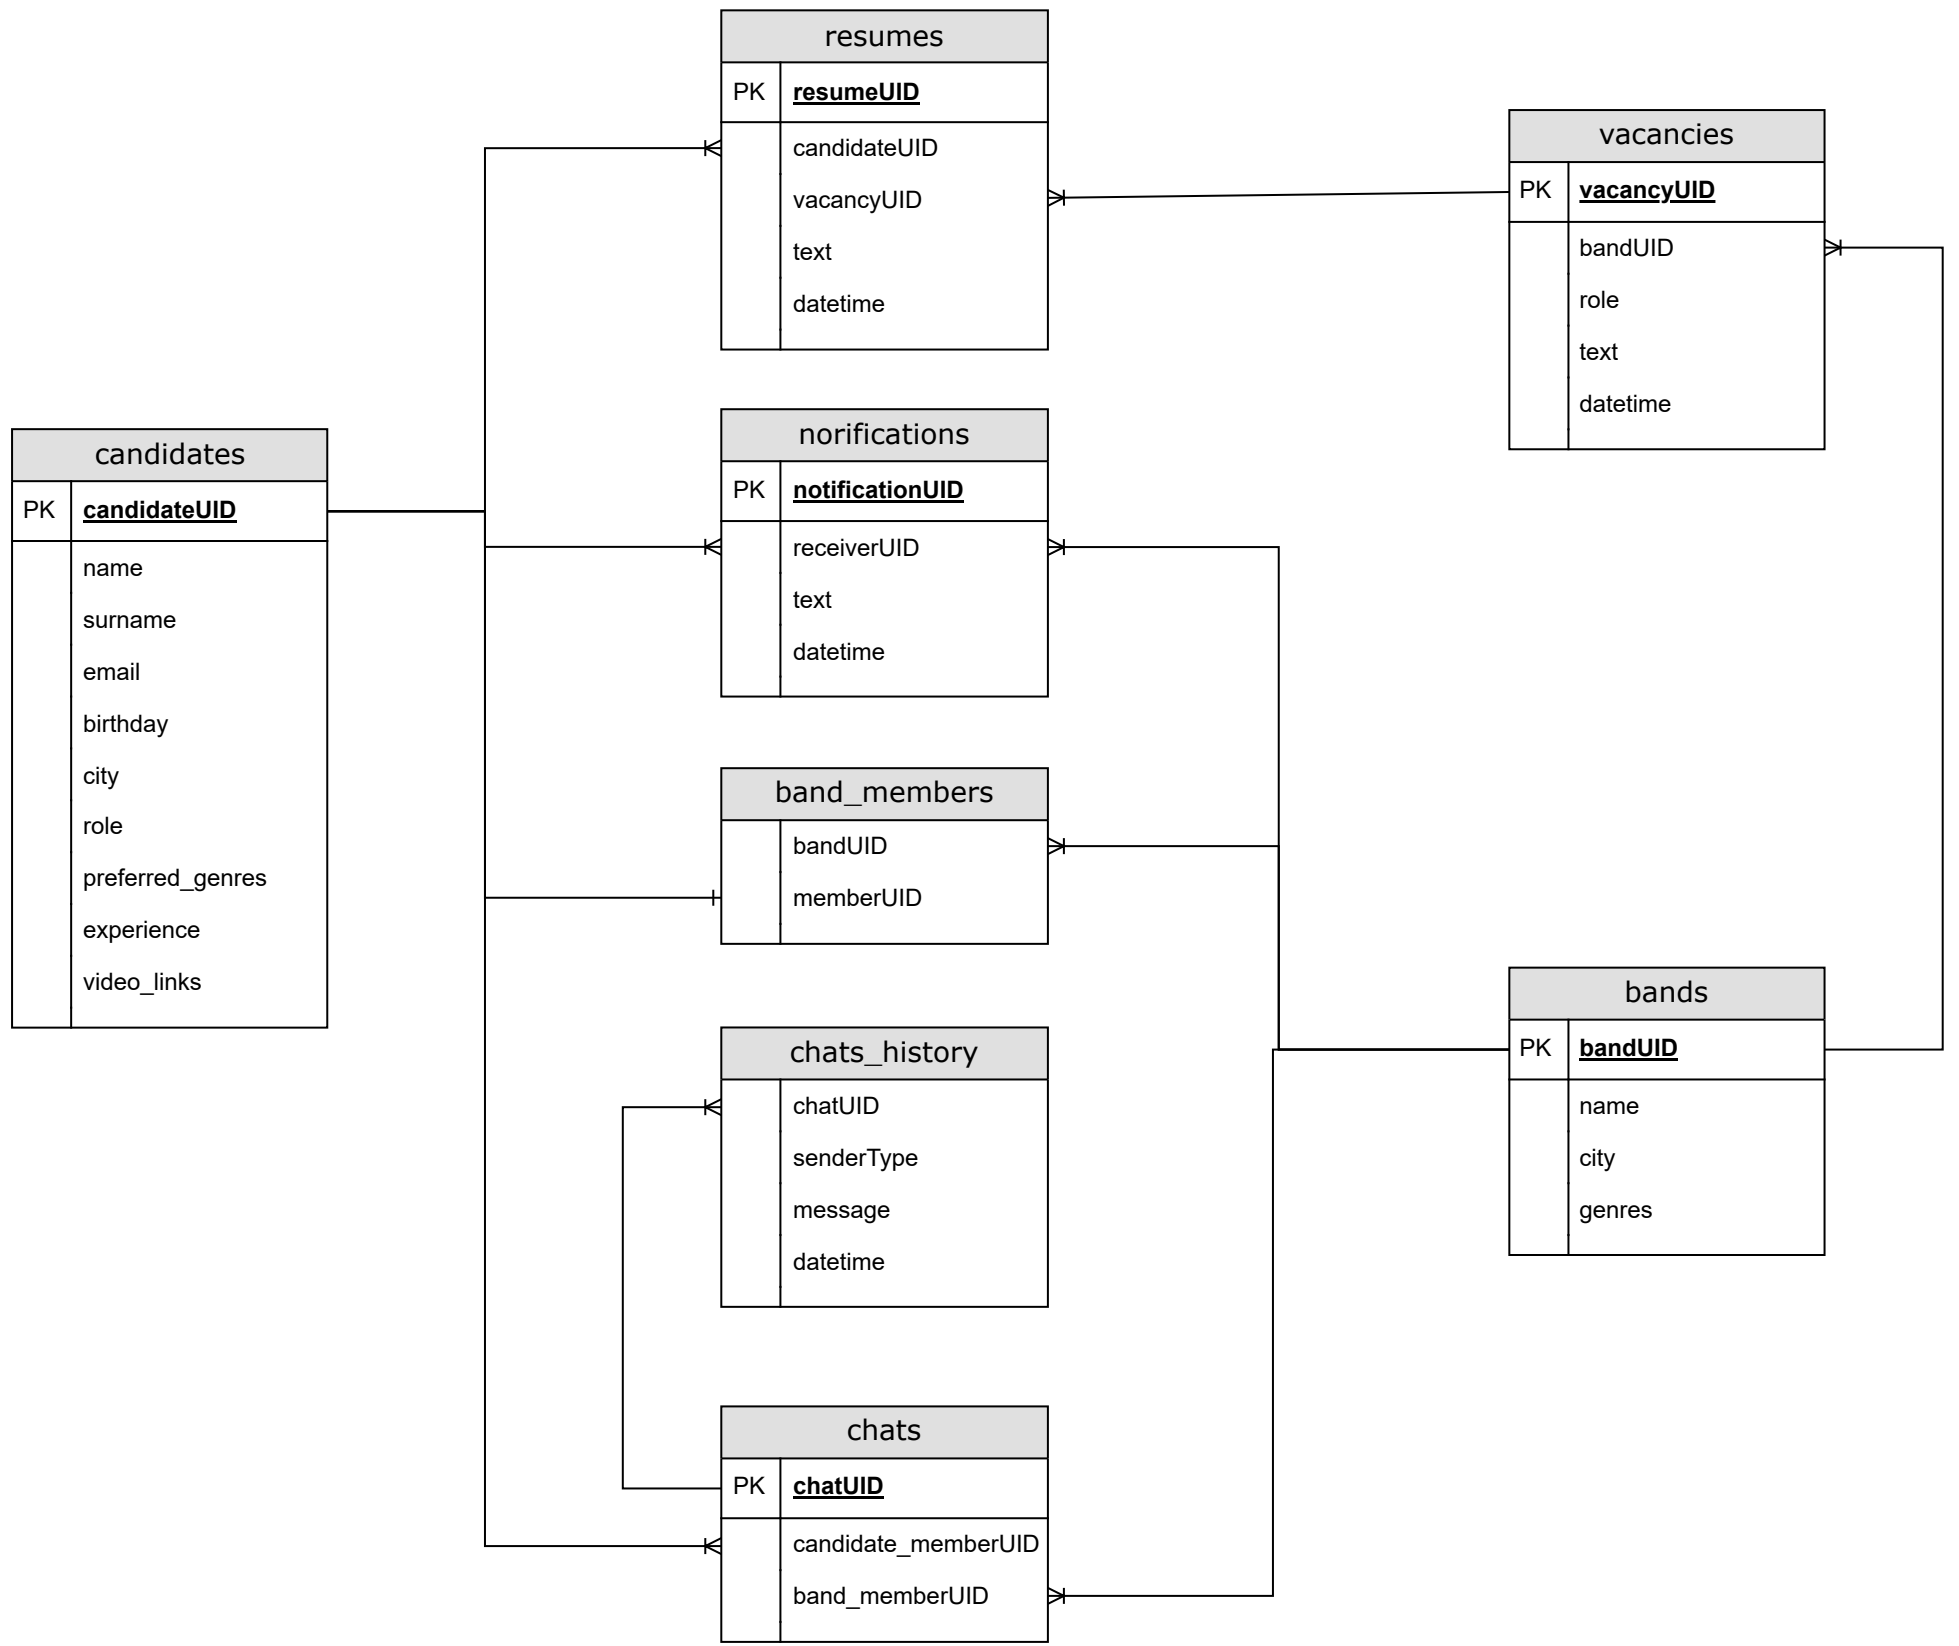 resumes
PK resumeUID
candidateUID
vacancyUID
text
datetime
vacancies
PK vacancyUID
bandUID
role
text
datetime
norifications
PK notificationUID
receiverUID
text
datetime
candidates
PK candidateUID
name
surname
email
birthday
city
role
preferred_genres
experience
video_links
band_members
bandUID
memberUID
bands
PK bandUID
name
city
genres
chats_history
chatUID
senderType
message
datetime
chats
PK chatUID
candidate_memberUID
band_memberUID